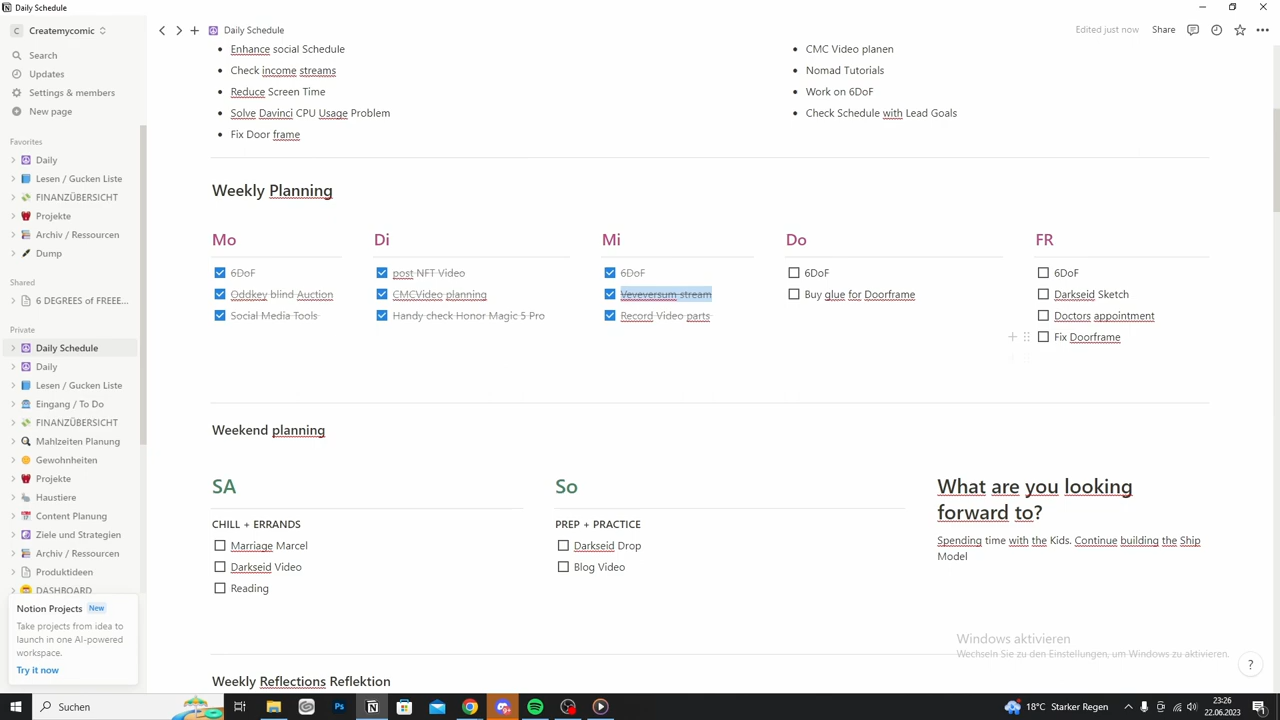 Daily Schedule
Createmycomic
Daily Schedule
Edited just now
Share
Search
Updates
Settings & members
New page
Favorites
Daily
Lesen / Gucken Liste
FINANZÜBERSICHT
Projekte
Archiv / Ressourcen
Dump
Shared
6 DEGREES of FREEE...
Private
Daily Schedule
Daily
Lesen / Gucken Liste
Eingang / To Do
FINANZÜBERSICHT
Mahlzeiten Planung
Gewohnheiten
Projekte
Haustiere
Content Planung
Ziele und Strategien
Archiv / Ressourcen
Produktideen
DASHBOARD
Notion Projects New
Take projects from idea to
launch in one AI-powered
workspace.
Try it now
Enhance social Schedule
Check income streams
Reduce Screen Time
Solve Davinci CPU Usage Problem
Fix Door frame
CMC Video planen
Nomad Tutorials
Work on 6DoF
Check Schedule with Lead Goals
Weekly Planning
Mo
6DoF
Oddkey blind Auction
Social Media Tools
Di
post NFT Video
CMCVideo planning
Handy check Honor Magic 5 Pro
Mi
6DoF
Veveversum stream
Record Video parts
Do
6DoF
Buy glue for Doorframe
FR
6DoF
Darkseid Sketch
Doctors appointment
Fix Doorframe
Weekend planning
SA
CHILL + ERRANDS
Marriage Marcel
Darkseid Video
Reading
So
PREP + PRACTICE
Darkseid Drop
Blog Video
What are you looking
forward to?
Spending time with the Kids. Continue building the Ship
Model
Windows aktivieren
Wechseln Sie zu den Einstellungen, um Windows zu aktivieren.
Weekly Reflections Reflektion
?
Suchen
Ps
18°C Starker Regen
23:26
22.06.2023